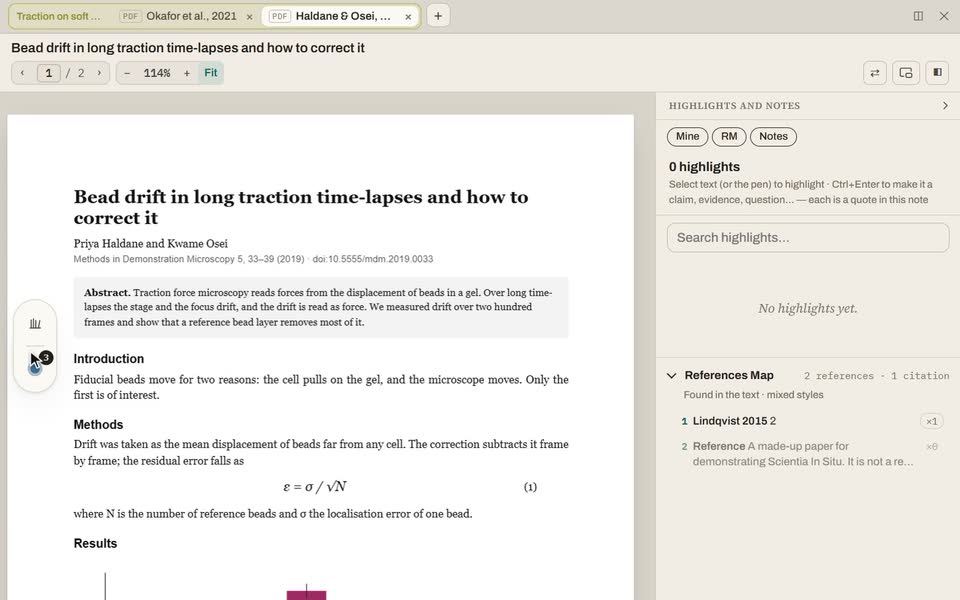 Traction on soft ...
PDF Okafor et al., 2021 ×
PDF Haldane & Osei, ... ×
+
Bead drift in long traction time-lapses and how to correct it
‹ 1 / 2 ›
− 114% + Fit
HIGHLIGHTS AND NOTES
Mine RM Notes
0 highlights
Select text (or the pen) to highlight · Ctrl+Enter to make it a
claim, evidence, question... — each is a quote in this note
Search highlights...
No highlights yet.
References Map 2 references · 1 citation
Found in the text · mixed styles
1 Lindqvist 2015 2 ×1
2 Reference A made-up paper for ×0
demonstrating Scientia In Situ. It is not a re...
Bead drift in long traction time-lapses and how to
correct it
Priya Haldane and Kwame Osei
Methods in Demonstration Microscopy 5, 33–39 (2019) · doi:10.5555/mdm.2019.0033
Abstract. Traction force microscopy reads forces from the displacement of beads in a gel. Over long time-
lapses the stage and the focus drift, and the drift is read as force. We measured drift over two hundred
frames and show that a reference bead layer removes most of it.
3
Introduction
Fiducial beads move for two reasons: the cell pulls on the gel, and the microscope moves. Only the
first is of interest.
Methods
Drift was taken as the mean displacement of beads far from any cell. The correction subtracts it frame
by frame; the residual error falls as
ε = σ / √N (1)
where N is the number of reference beads and σ the localisation error of one bead.
Results